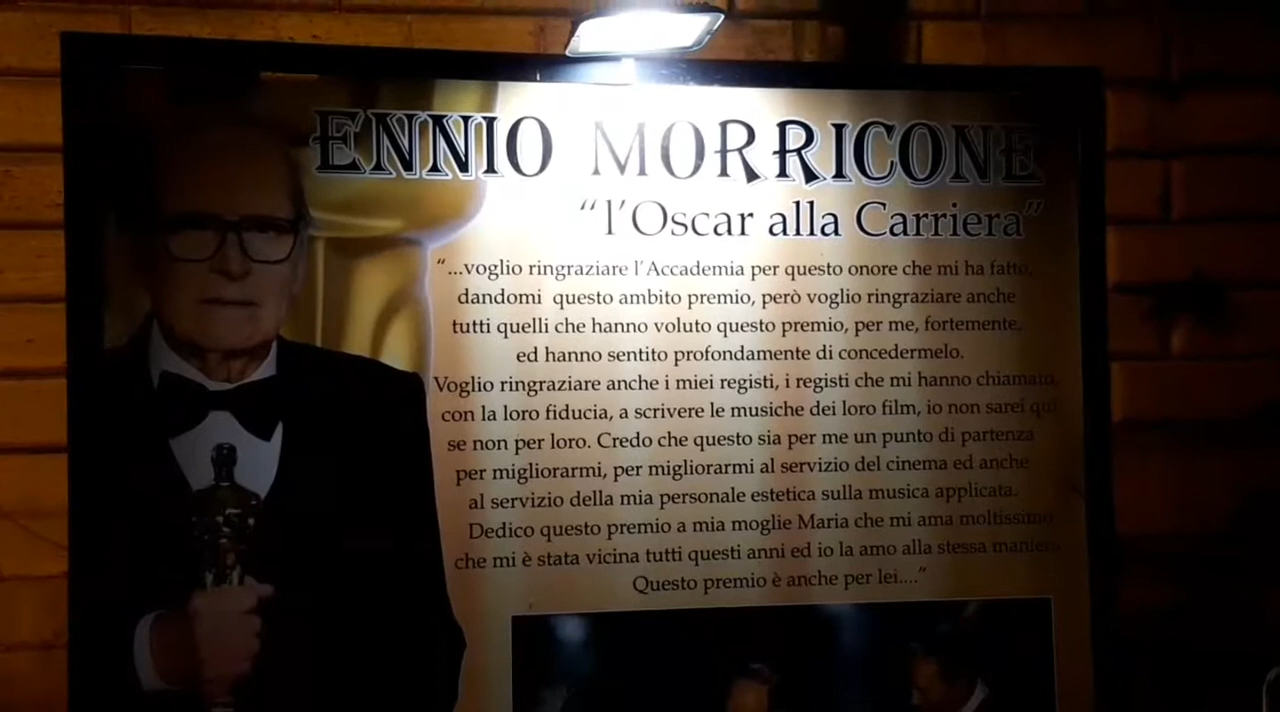 ENNIO MORRICONE
“l’Oscar alla Carriera”
“...voglio ringraziare l’Accademia per questo onore che mi ha fatto,
dandomi questo ambito premio, però voglio ringraziare anche
tutti quelli che hanno voluto questo premio, per me, fortemente,
ed hanno sentito profondamente di concedermelo.
Voglio ringraziare anche i miei registi, i registi che mi hanno chiamato,
con la loro fiducia, a scrivere le musiche dei loro film, io non sarei qui
se non per loro. Credo che questo sia per me un punto di partenza
per migliorarmi, per migliorarmi al servizio del cinema ed anche
al servizio della mia personale estetica sulla musica applicata.
Dedico questo premio a mia moglie Maria che mi ama moltissimo
che mi è stata vicina tutti questi anni ed io la amo alla stessa maniera
Questo premio è anche per lei....”